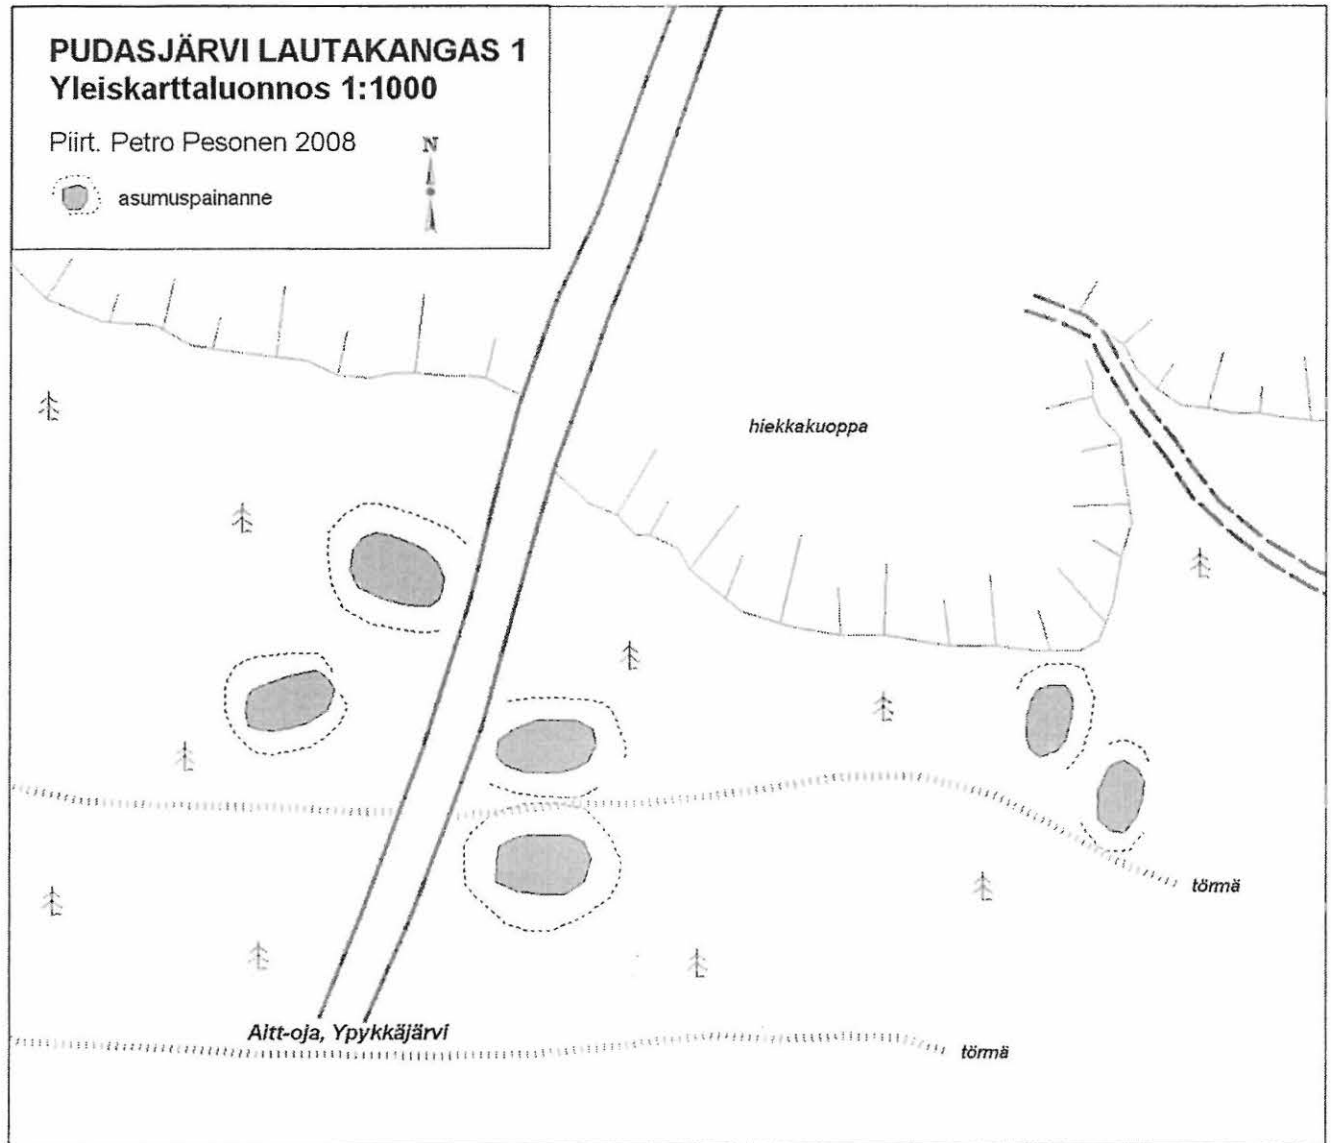 PUDASJÄRVI LAUTAKANGAS 1
Yleiskarttaluonnos 1:1000
Piirt. Petro Pesonen 2008
N
asumuspainanne
hiekkakuoppa
törmä
Aitt-oja, Ypykkäjärvi
törmä